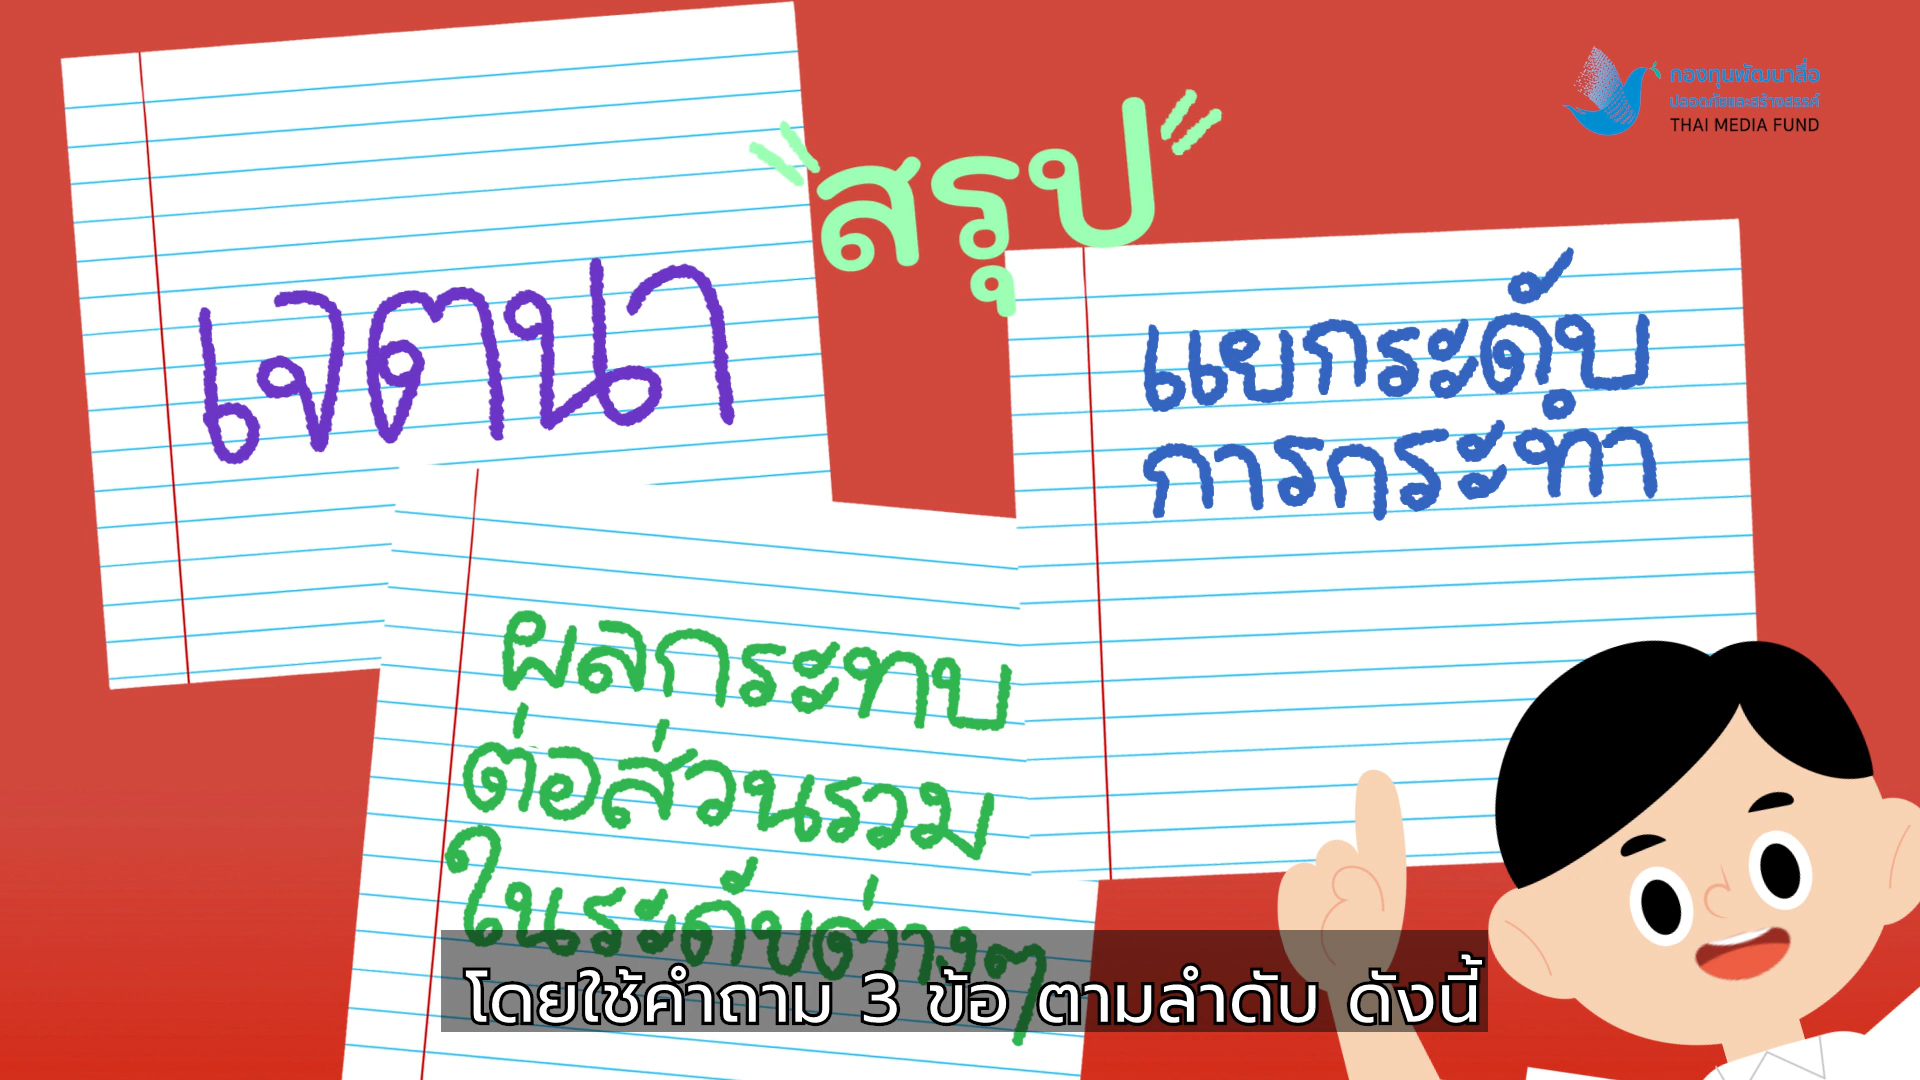 สรุป
เจตนา
แยกระดับ
การกระทำ
ผลกระทบ
ต่อส่วนรวม
ในระดับต่างๆ
กองทุนพัฒนาสื่อ
ปลอดภัยและสร้างสรรค์
THAI MEDIA FUND
โดยใช้คำถาม 3 ข้อ ตามลำดับ ดังนี้